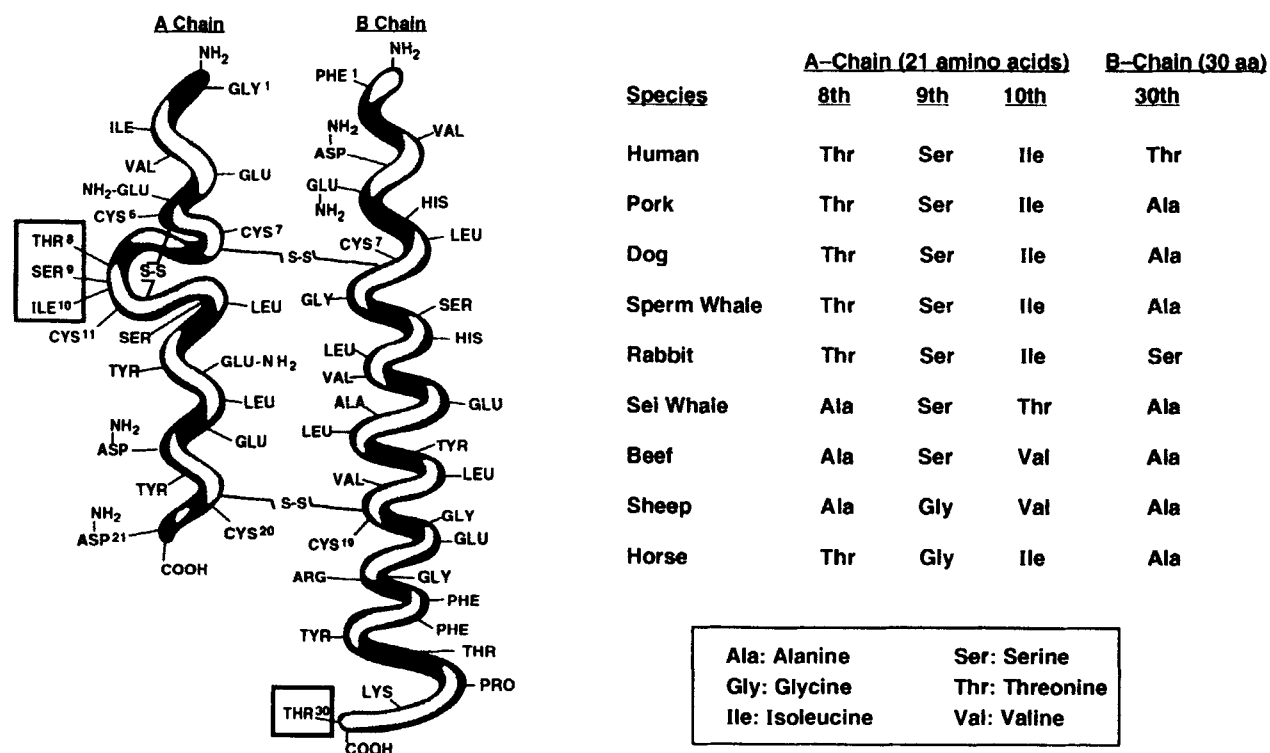 A Chain
NH2
GLY 1
ILE
VAL
GLU
NH2-GLU
CYS 6
CYS 7
THR 8
SER 9
ILE 10
CYS 11
S-S
SER
LEU
TYR
GLU-NH2
LEU
NH2
ASP
GLU
TYR
NH2
ASP 21
CYS 20
COOH
S-S
S-S
B Chain
NH2
PHE 1
VAL
NH2
ASP
GLU
NH2
HIS
LEU
CYS 7
GLY
SER
HIS
LEU
VAL
ALA
GLU
LEU
TYR
VAL
LEU
GLY
CYS 19
GLU
ARG
GLY
PHE
PHE
TYR
THR
LYS
PRO
THR 30
COOH
A–Chain (21 amino acids) B–Chain (30 aa)
Species 8th 9th 10th 30th
Human Thr Ser Ile Thr
Pork Thr Ser Ile Ala
Dog Thr Ser Ile Ala
Sperm Whale Thr Ser Ile Ala
Rabbit Thr Ser Ile Ser
Sei Whale Ala Ser Thr Ala
Beef Ala Ser Val Ala
Sheep Ala Gly Val Ala
Horse Thr Gly Ile Ala
Ala: Alanine Ser: Serine
Gly: Glycine Thr: Threonine
Ile: Isoleucine Val: Valine